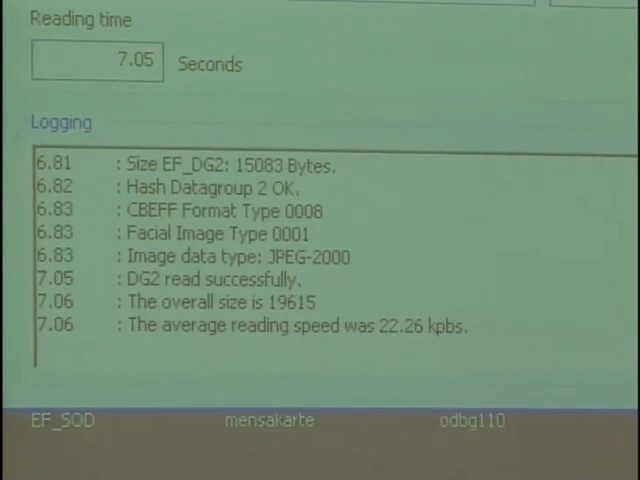 Reading time
7.05 Seconds
Logging
6.81 : Size EF_DG2: 15083 Bytes.
6.82 : Hash Datagroup 2 OK.
6.83 : CBEFF Format Type 0008
6.83 : Facial Image Type 0001
6.83 : Image data type: JPEG-2000
7.05 : DG2 read successfully.
7.06 : The overall size is 19615
7.06 : The average reading speed was 22.26 kpbs.
EF_SOD mensakarte odbg110